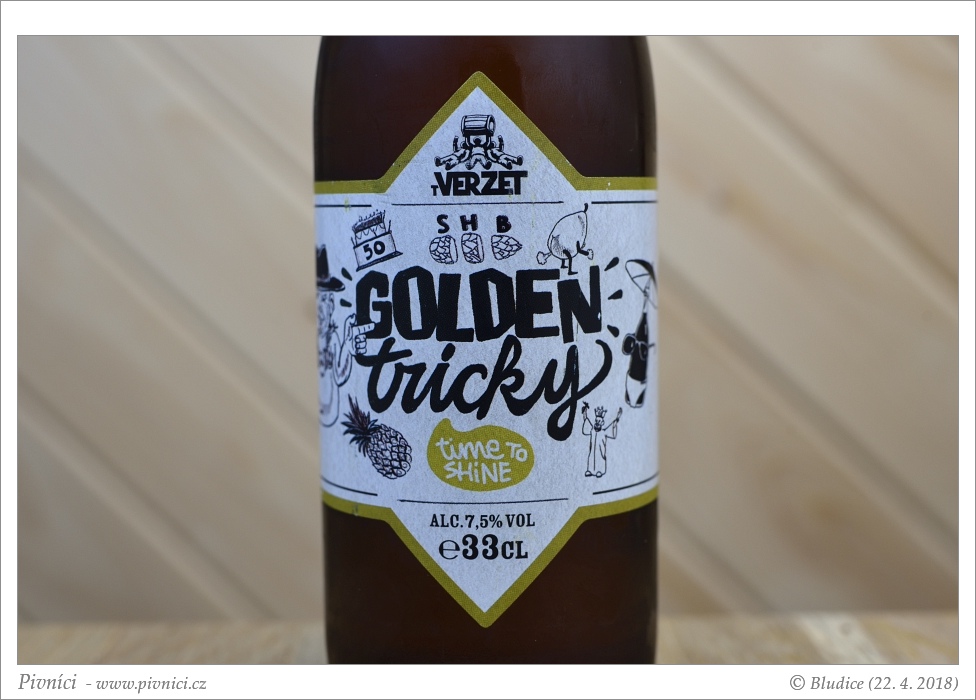 'T VERZET
S H B
50
GOLDEN
tricky
time TO
SHINE
ALC.7,5% VOL
℮33CL
Pivníci - www.pivnici.cz
© Bludice (22. 4. 2018)